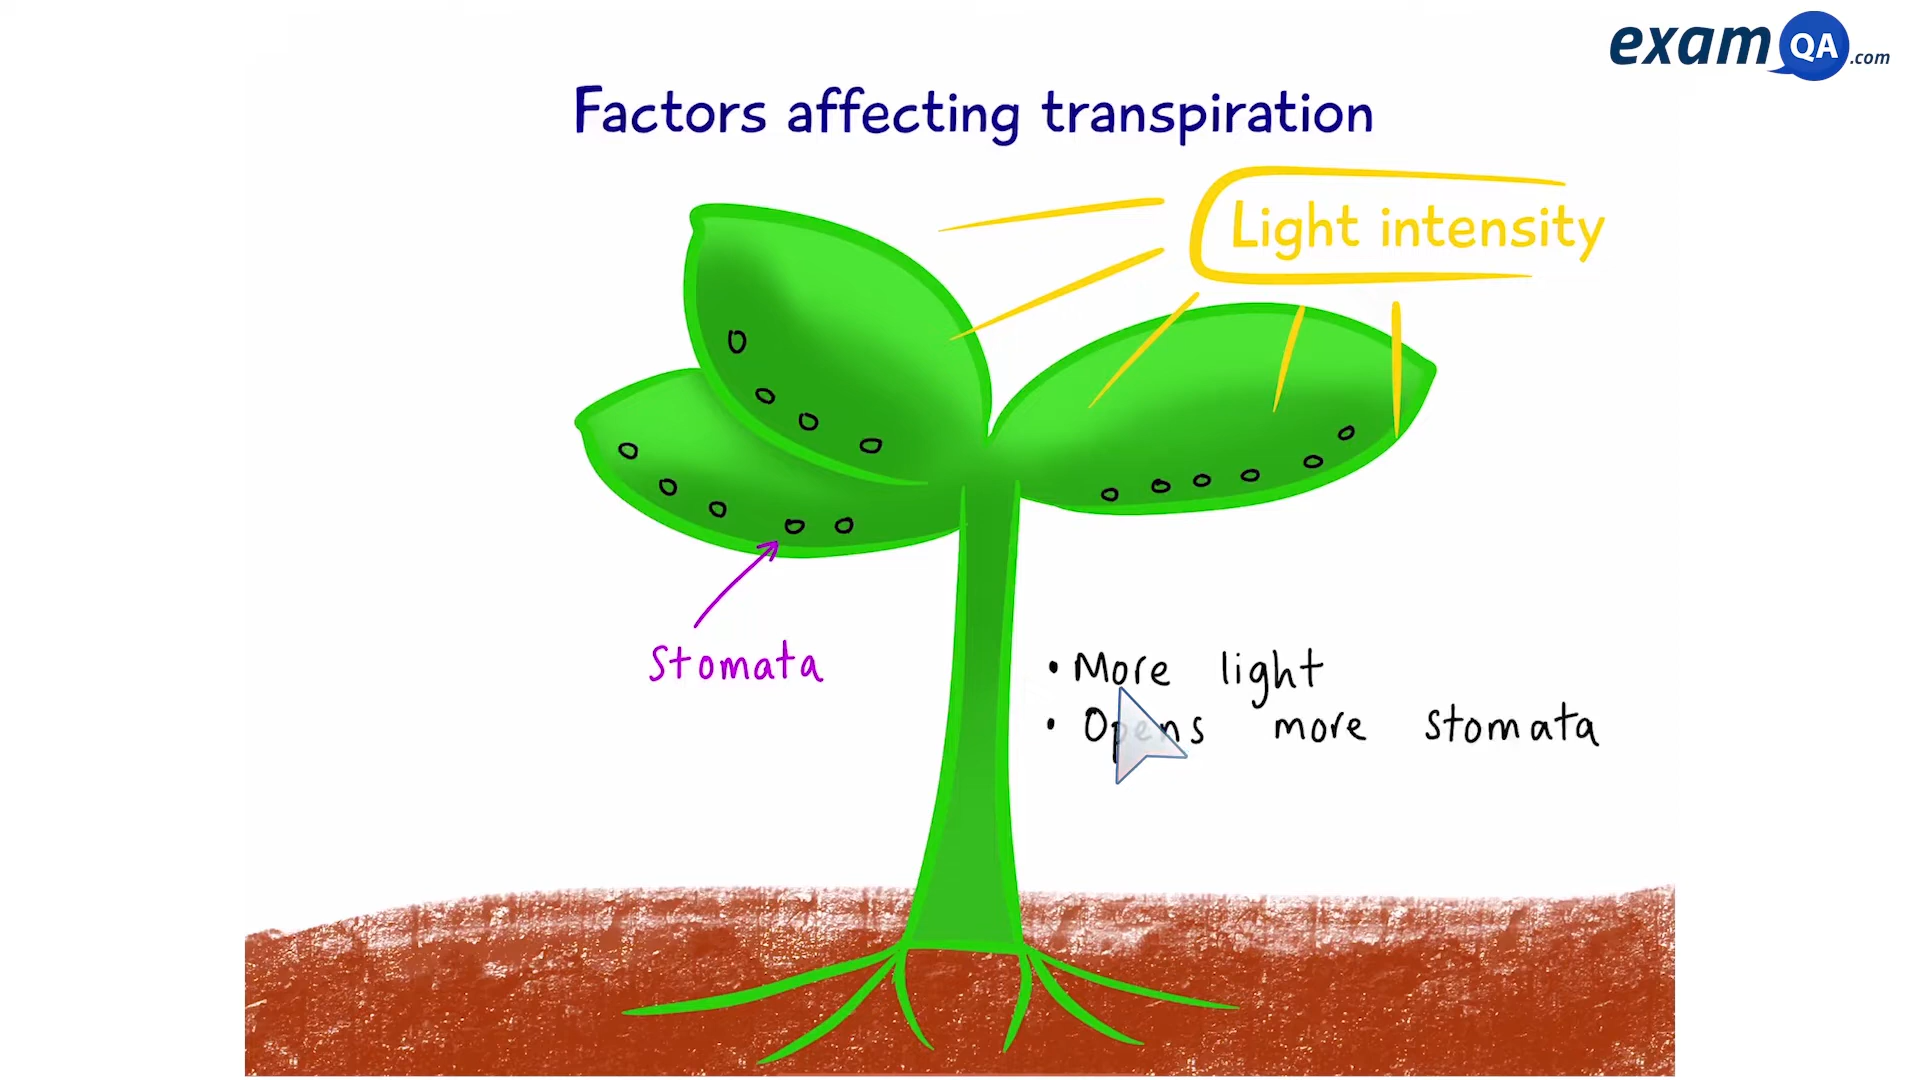 examQA.com
Factors affecting transpiration
Light intensity
Stomata
• More light
• Opens more stomata